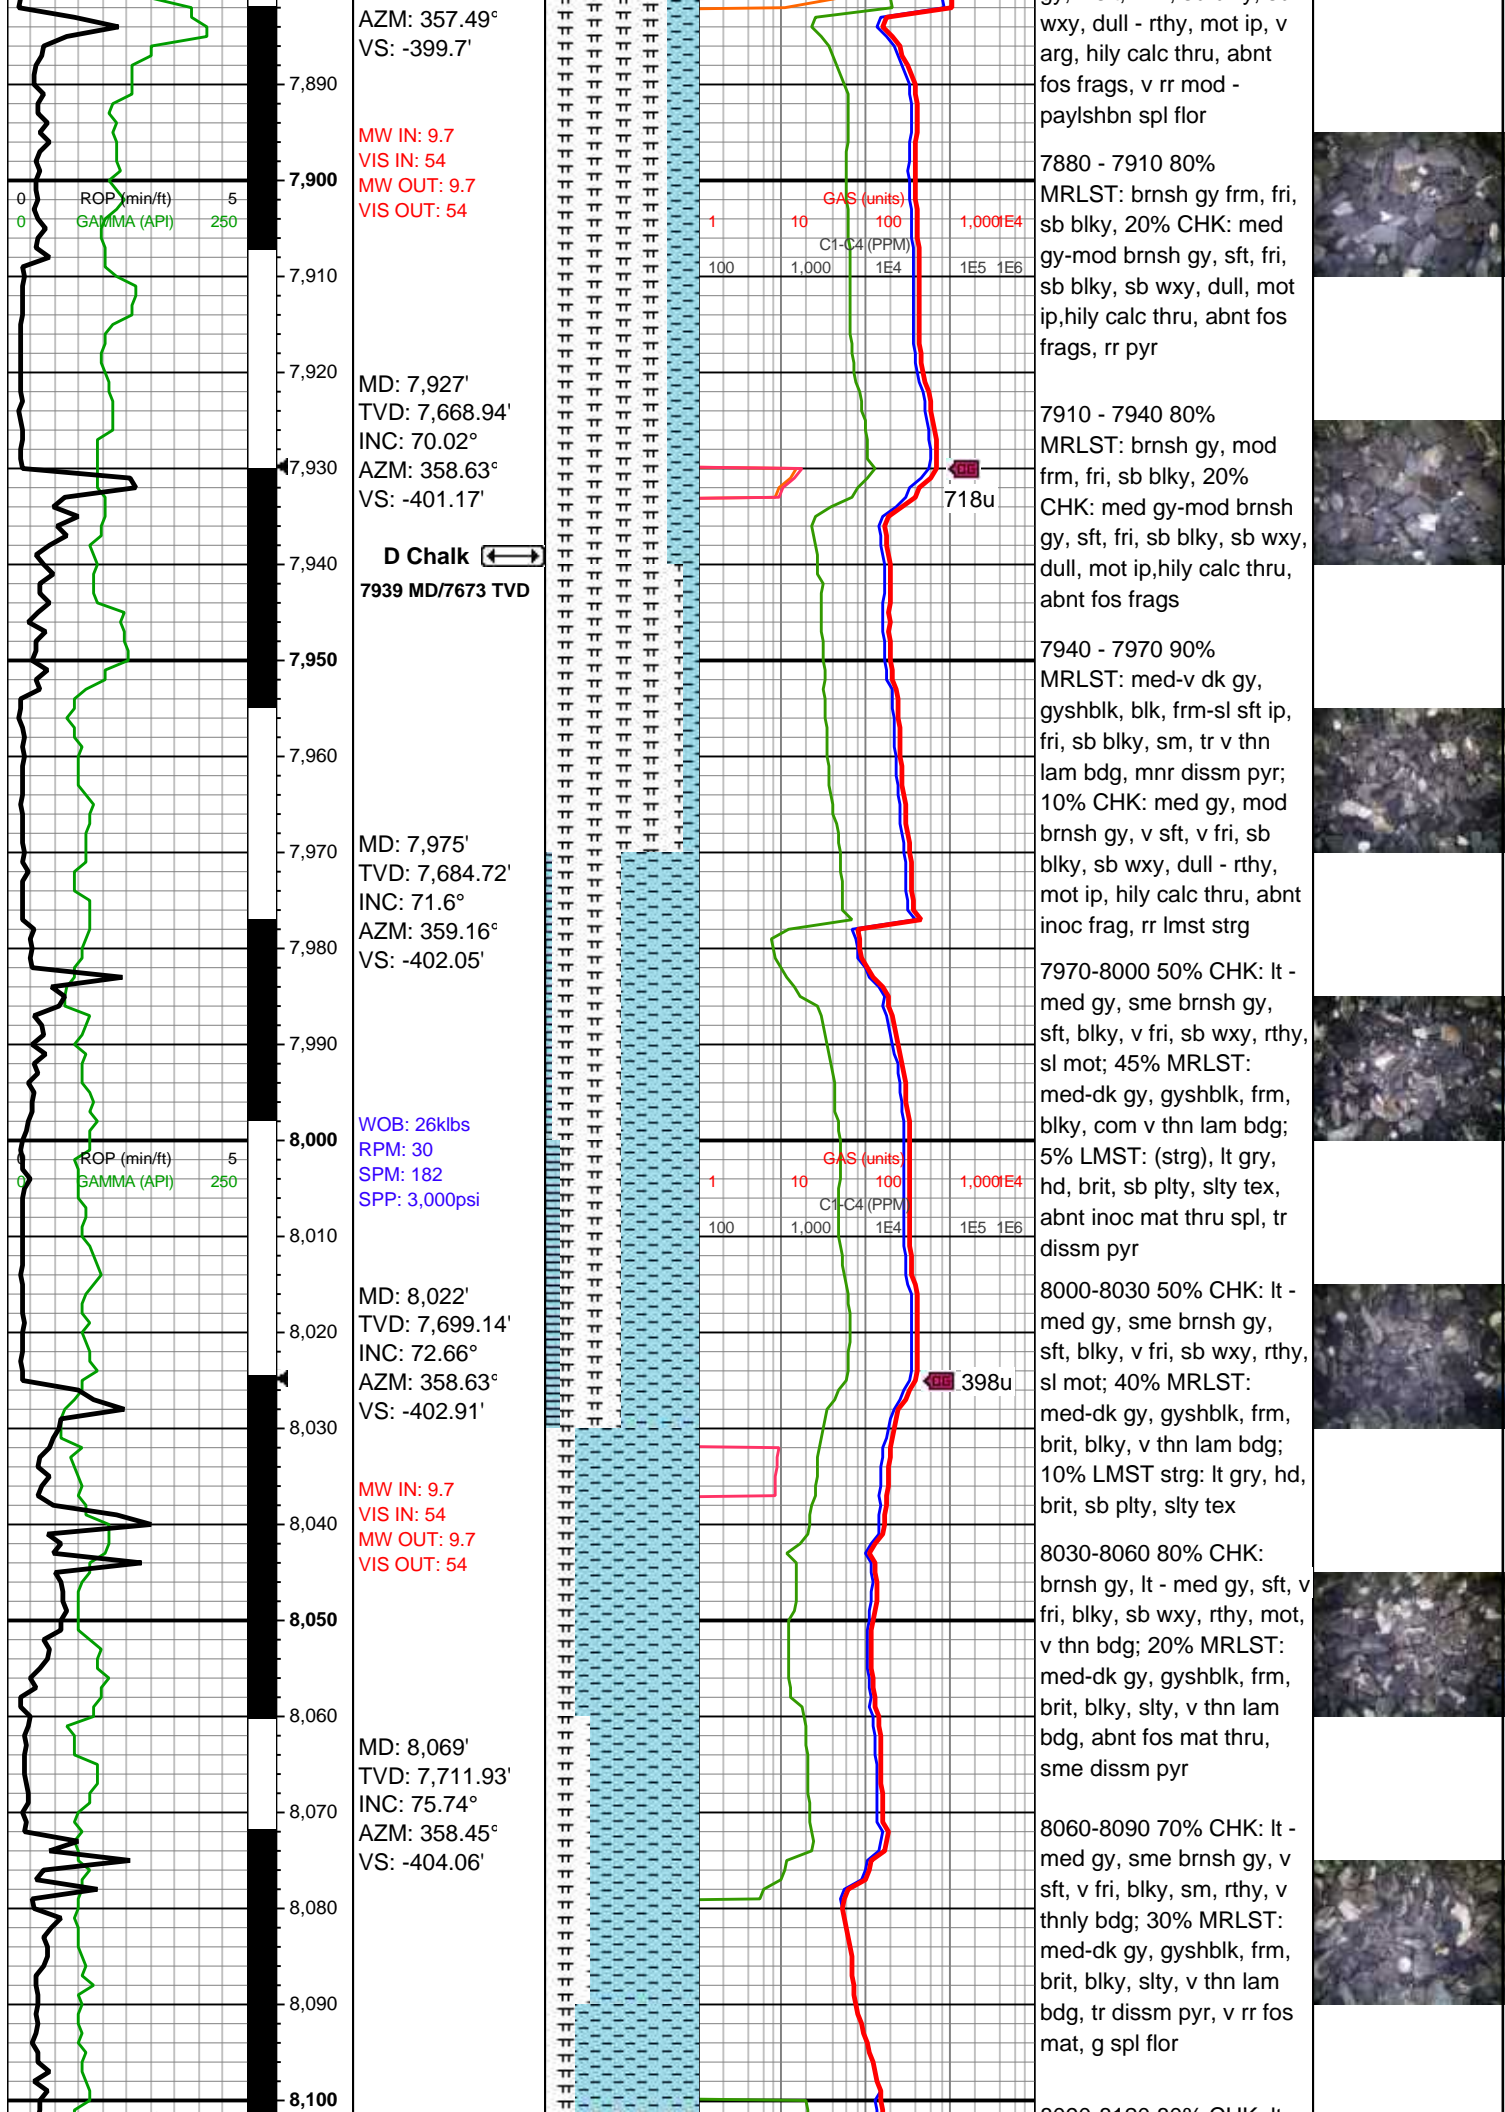 AZM: 357.49°
VS: -399.7'
wxy, dull - rthy, mot ip, v
arg, hily calc thru, abnt
fos frags, v rr mod -
paylshbn spl flor
7,890
MW IN: 9.7
VIS IN: 54
MW OUT: 9.7
VIS OUT: 54
7880 - 7910 80%
MRLST: brnsh gy frm, fri,
sb blky, 20% CHK: med
gy-mod brnsh gy, sft, fri,
sb blky, sb wxy, dull, mot
ip,hily calc thru, abnt fos
frags, rr pyr
7,900
0 ROP (min/ft) 5
0 GAMMA (API) 250
GAS (units)
1 10 100 1,000 1E4
C1-C4 (PPM)
100 1,000 1E4 1E5 1E6
7,910
7,920
MD: 7,927'
TVD: 7,668.94'
INC: 70.02°
AZM: 358.63°
VS: -401.17'
7910 - 7940 80%
MRLST: brnsh gy, mod
frm, fri, sb blky, 20%
CHK: med gy-mod brnsh
gy, sft, fri, sb blky, sb wxy,
dull, mot ip,hily calc thru,
abnt fos frags
7,930
718u
D Chalk
7939 MD/7673 TVD
7,940
7940 - 7970 90%
MRLST: med-v dk gy,
gyshblk, blk, frm-sl sft ip,
fri, sb blky, sm, tr v thn
lam bdg, mnr dissm pyr;
10% CHK: med gy, mod
brnsh gy, v sft, v fri, sb
blky, sb wxy, dull - rthy,
mot ip, hily calc thru, abnt
inoc frag, rr lmst strg
7,950
7,960
7,970
MD: 7,975'
TVD: 7,684.72'
INC: 71.6°
AZM: 359.16°
VS: -402.05'
7,980
7970-8000 50% CHK: lt -
med gy, sme brnsh gy,
sft, blky, v fri, sb wxy, rthy,
sl mot; 45% MRLST:
med-dk gy, gyshblk, frm,
blky, com v thn lam bdg;
5% LMST: (strg), lt gry,
hd, brit, sb plty, slty tex,
abnt inoc mat thru spl, tr
dissm pyr
7,990
WOB: 26klbs
RPM: 30
SPM: 182
SPP: 3,000psi
8,000
ROP (min/ft) 5
0 GAMMA (API) 250
GAS (units)
1 10 100 1,000 1E4
C1-C4 (PPM)
100 1,000 1E4 1E5 1E6
8,010
MD: 8,022'
TVD: 7,699.14'
INC: 72.66°
AZM: 358.63°
VS: -402.91'
8000-8030 50% CHK: lt -
med gy, sme brnsh gy,
sft, blky, v fri, sb wxy, rthy,
sl mot; 40% MRLST:
med-dk gy, gyshblk, frm,
brit, blky, v thn lam bdg;
10% LMST strg: lt gry, hd,
brit, sb plty, slty tex
8,020
398u
8,030
MW IN: 9.7
VIS IN: 54
MW OUT: 9.7
VIS OUT: 54
8,040
8030-8060 80% CHK:
brnsh gy, lt - med gy, sft, v
fri, blky, sb wxy, rthy, mot,
v thn bdg; 20% MRLST:
med-dk gy, gyshblk, frm,
brit, blky, slty, v thn lam
bdg, abnt fos mat thru,
sme dissm pyr
8,050
8,060
MD: 8,069'
TVD: 7,711.93'
INC: 75.74°
AZM: 358.45°
VS: -404.06'
8,070
8060-8090 70% CHK: lt -
med gy, sme brnsh gy, v
sft, v fri, blky, sm, rthy, v
thnly bdg; 30% MRLST:
med-dk gy, gyshblk, frm,
brit, blky, slty, v thn lam
bdg, tr dissm pyr, v rr fos
mat, g spl flor
8,080
8,090
8,100